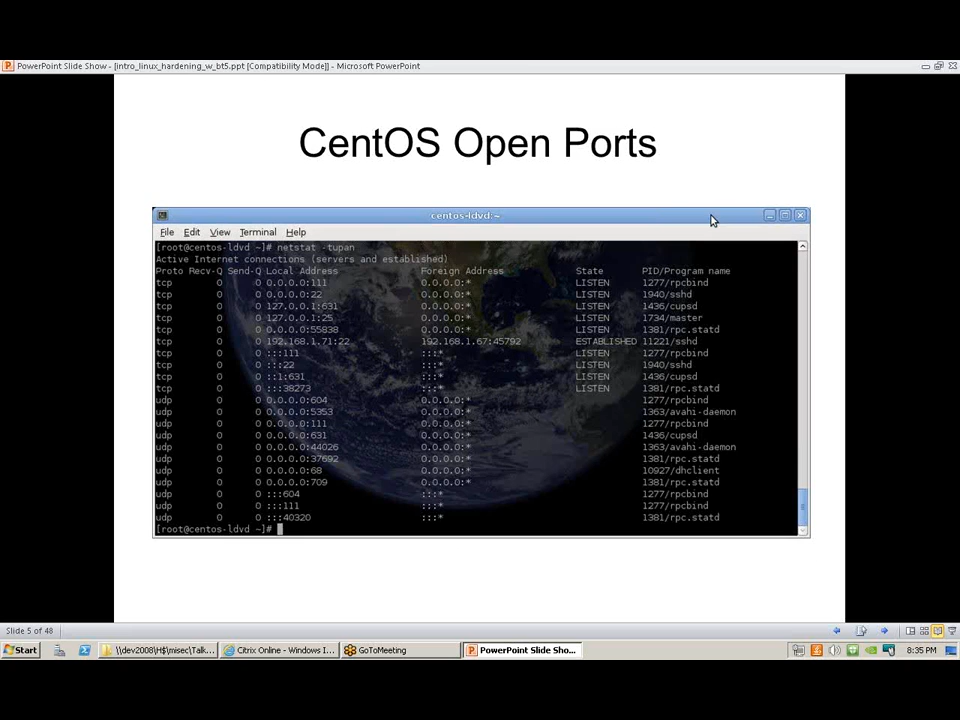 PowerPoint Slide Show - [intro_linux_hardening_w_bt5.ppt [Compatibility Mode]] - Microsoft PowerPoint
CentOS Open Ports
centos-ldvd:~
File Edit View Terminal Help
[root@centos-ldvd ~]# netstat -tupan
Active Internet connections (servers and established)
Proto Recv-Q Send-Q Local Address Foreign Address State PID/Program name
tcp 0 0 0.0.0.0:111 0.0.0.0:* LISTEN 1277/rpcbind
tcp 0 0 0.0.0.0:22 0.0.0.0:* LISTEN 1940/sshd
tcp 0 0 127.0.0.1:631 0.0.0.0:* LISTEN 1436/cupsd
tcp 0 0 127.0.0.1:25 0.0.0.0:* LISTEN 1734/master
tcp 0 0 0.0.0.0:55838 0.0.0.0:* LISTEN 1381/rpc.statd
tcp 0 0 192.168.1.71:22 192.168.1.67:45792 ESTABLISHED 11221/sshd
tcp 0 0 :::111 :::* LISTEN 1277/rpcbind
tcp 0 0 :::22 :::* LISTEN 1940/sshd
tcp 0 0 ::1:631 :::* LISTEN 1436/cupsd
tcp 0 0 :::38273 :::* LISTEN 1381/rpc.statd
udp 0 0 0.0.0.0:604 0.0.0.0:* 1277/rpcbind
udp 0 0 0.0.0.0:5353 0.0.0.0:* 1363/avahi-daemon
udp 0 0 0.0.0.0:111 0.0.0.0:* 1277/rpcbind
udp 0 0 0.0.0.0:631 0.0.0.0:* 1436/cupsd
udp 0 0 0.0.0.0:44026 0.0.0.0:* 1363/avahi-daemon
udp 0 0 0.0.0.0:37692 0.0.0.0:* 1381/rpc.statd
udp 0 0 0.0.0.0:68 0.0.0.0:* 10927/dhclient
udp 0 0 0.0.0.0:709 0.0.0.0:* 1381/rpc.statd
udp 0 0 :::604 :::* 1277/rpcbind
udp 0 0 :::111 :::* 1277/rpcbind
udp 0 0 :::40320 :::* 1381/rpc.statd
[root@centos-ldvd ~]#
Slide 5 of 48
Start \\dev2008\H$\misec\Talk... Citrix Online - Windows I... GoToMeeting PowerPoint Slide Sho... 8:35 PM